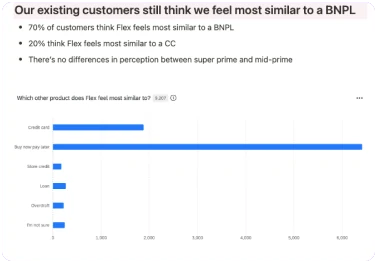 Our existing customers still think we feel most similar to a BNPL
• 70% of customers think Flex feels most similar to a BNPL
• 20% think Flex feels most similar to a CC
• There's no differences in perception between super prime and mid-prime
Which other product does Flex feel most similar to?
Credit card
Buy now pay later
Store credit
Loan
Overdraft
I'm not sure
0 1,000 2,000 3,000 4,000 5,000 6,000